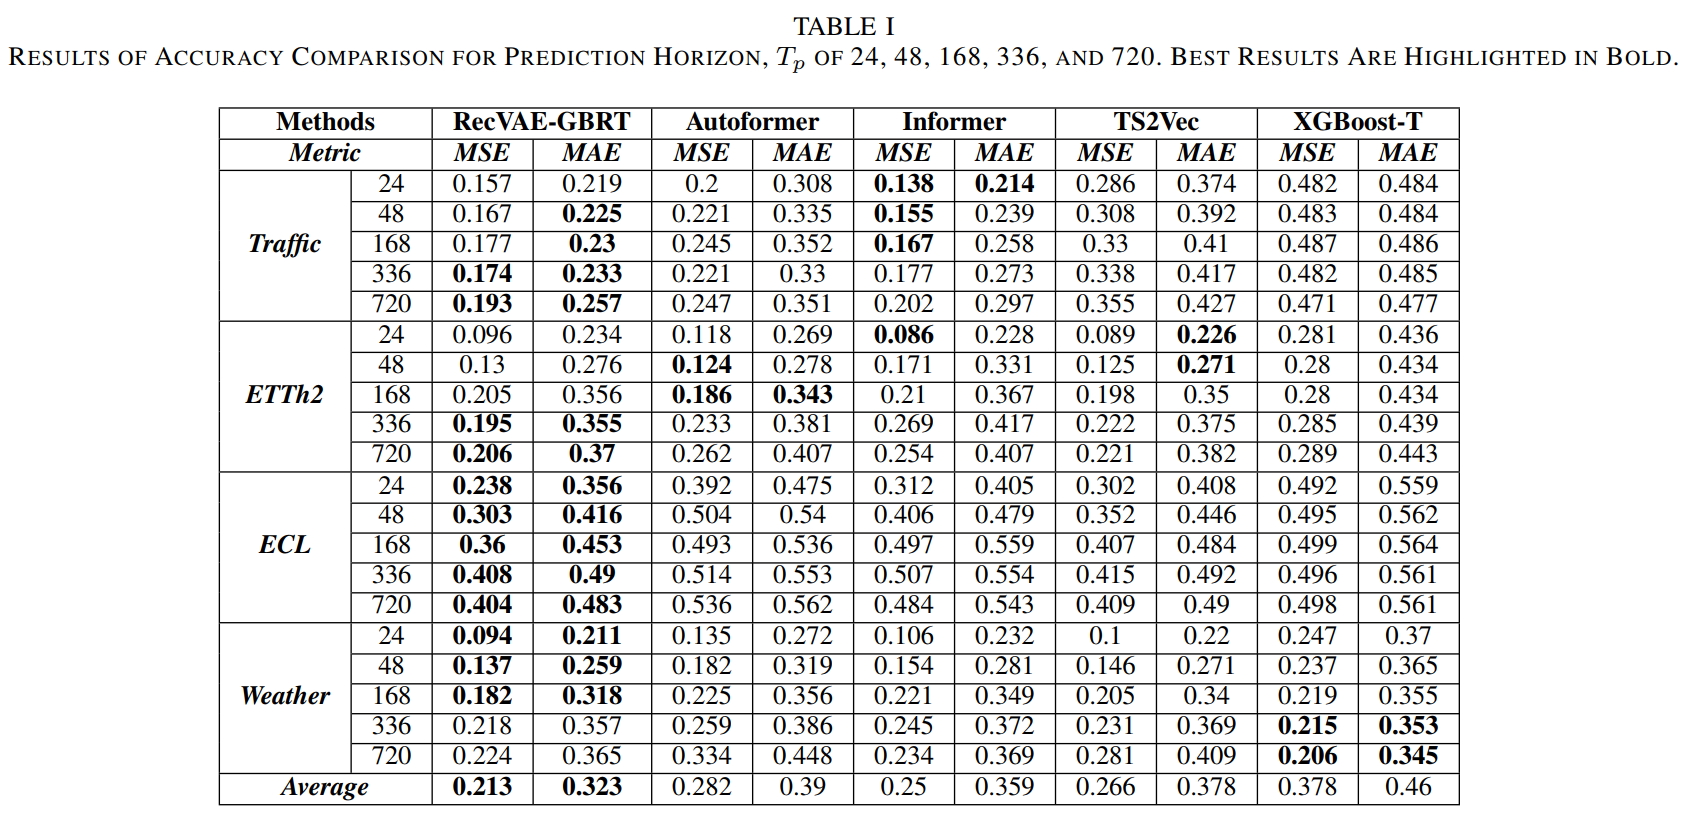 TABLE I
RESULTS OF ACCURACY COMPARISON FOR PREDICTION HORIZON, Tp OF 24, 48, 168, 336, AND 720. BEST RESULTS ARE HIGHLIGHTED IN BOLD.
Methods RecVAE-GBRT Autoformer Informer TS2Vec XGBoost-T
Metric MSE MAE MSE MAE MSE MAE MSE MAE MSE MAE
Traffic 24 0.157 0.219 0.2 0.308 0.138 0.214 0.286 0.374 0.482 0.484
48 0.167 0.225 0.221 0.335 0.155 0.239 0.308 0.392 0.483 0.484
168 0.177 0.23 0.245 0.352 0.167 0.258 0.33 0.41 0.487 0.486
336 0.174 0.233 0.221 0.33 0.177 0.273 0.338 0.417 0.482 0.485
720 0.193 0.257 0.247 0.351 0.202 0.297 0.355 0.427 0.471 0.477
ETTh2 24 0.096 0.234 0.118 0.269 0.086 0.228 0.089 0.226 0.281 0.436
48 0.13 0.276 0.124 0.278 0.171 0.331 0.125 0.271 0.28 0.434
168 0.205 0.356 0.186 0.343 0.21 0.367 0.198 0.35 0.28 0.434
336 0.195 0.355 0.233 0.381 0.269 0.417 0.222 0.375 0.285 0.439
720 0.206 0.37 0.262 0.407 0.254 0.407 0.221 0.382 0.289 0.443
ECL 24 0.238 0.356 0.392 0.475 0.312 0.405 0.302 0.408 0.492 0.559
48 0.303 0.416 0.504 0.54 0.406 0.479 0.352 0.446 0.495 0.562
168 0.36 0.453 0.493 0.536 0.497 0.559 0.407 0.484 0.499 0.564
336 0.408 0.49 0.514 0.553 0.507 0.554 0.415 0.492 0.496 0.561
720 0.404 0.483 0.536 0.562 0.484 0.543 0.409 0.49 0.498 0.561
Weather 24 0.094 0.211 0.135 0.272 0.106 0.232 0.1 0.22 0.247 0.37
48 0.137 0.259 0.182 0.319 0.154 0.281 0.146 0.271 0.237 0.365
168 0.182 0.318 0.225 0.356 0.221 0.349 0.205 0.34 0.219 0.355
336 0.218 0.357 0.259 0.386 0.245 0.372 0.231 0.369 0.215 0.353
720 0.224 0.365 0.334 0.448 0.234 0.369 0.281 0.409 0.206 0.345
Average 0.213 0.323 0.282 0.39 0.25 0.359 0.266 0.378 0.378 0.46